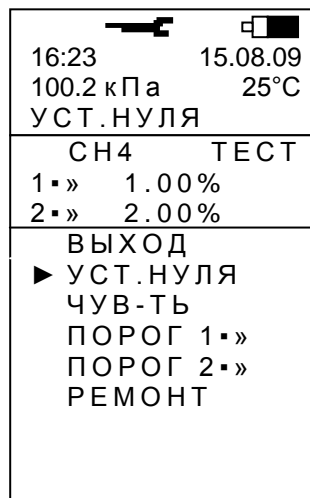 16:23 15.08.09
100.2 кПа 25°C
УСТ.НУЛЯ
CH4 ТЕСТ
1▪» 1.00%
2▪» 2.00%
ВЫХОД
► УСТ.НУЛЯ
ЧУВ-ТЬ
ПОРОГ 1▪»
ПОРОГ 2▪»
РЕМОНТ